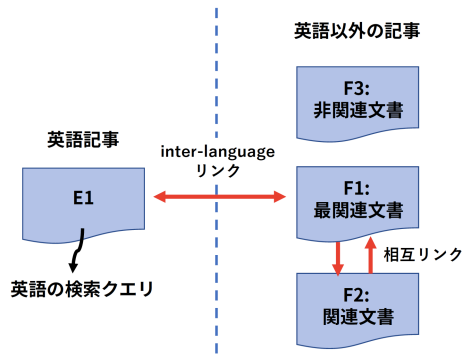 英語以外の記事
F3:
非関連文書
英語記事
inter-language
リンク
E1
F1:
最関連文書
相互リンク
英語の検索クエリ
F2:
関連文書